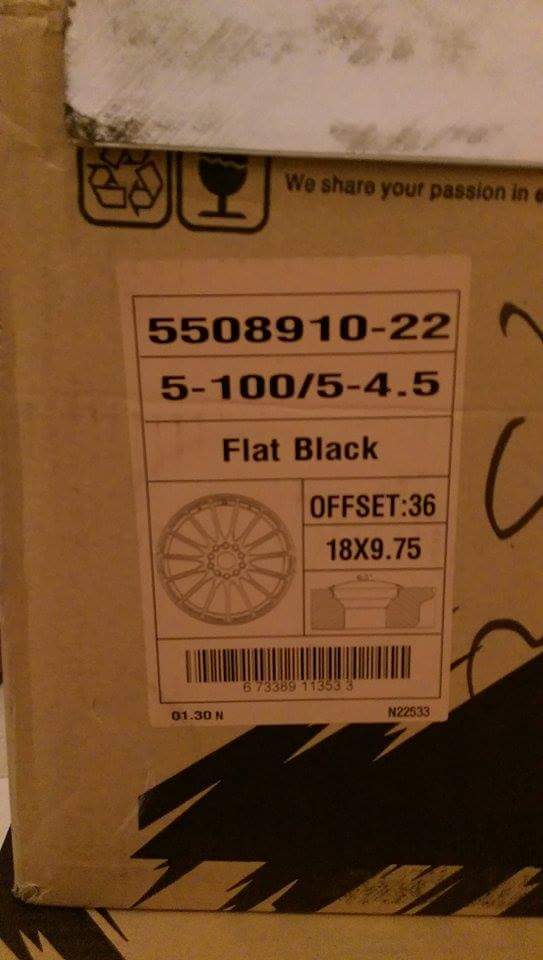 We share your passion in
5508910-22
5-100/5-4.5
Flat Black
OFFSET:36
18X9.75
6 73389 11353 3
01.30 N
N22533